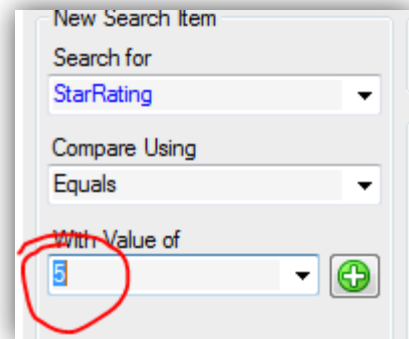 New Search Item
Search for
StarRating
Compare Using
Equals
With Value of
5